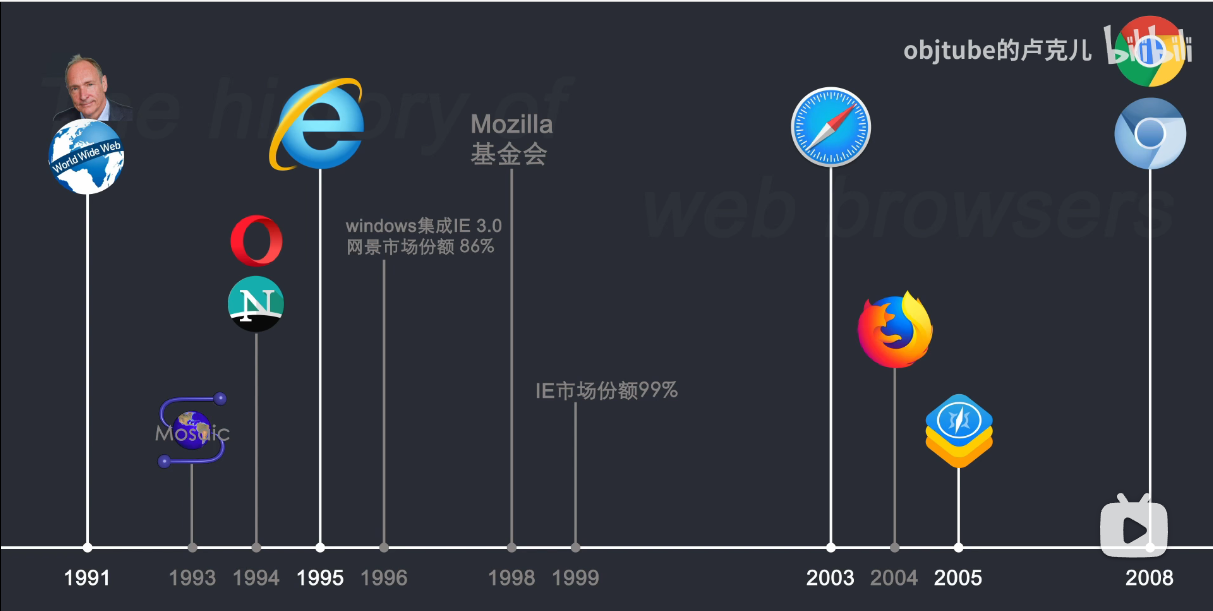 The history of
web browsers
objtube的卢克儿
bilibili
World Wide Web
Mozilla
基金会
windows集成IE 3.0
网景市场份额 86%
N
IE市场份额99%
Mosaic
1991
1993
1994
1995
1996
1998
1999
2003
2004
2005
2008